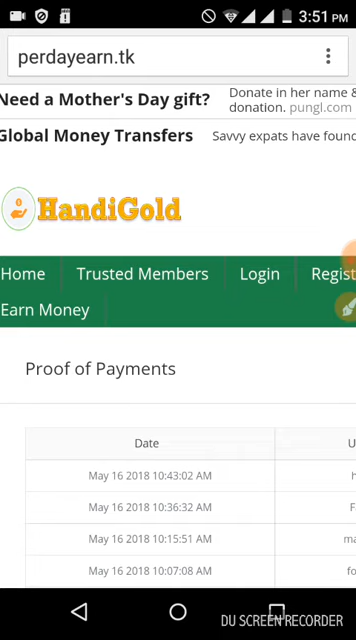 3:51 PM
perdayearn.tk
Need a Mother's Day gift?
Donate in her name &
donation. pungl.com
Global Money Transfers
Savvy expats have found
HandiGold
Home
Trusted Members
Login
Regist
Earn Money
Proof of Payments
Date
U
May 16 2018 10:43:02 AM
h
May 16 2018 10:36:32 AM
F
May 16 2018 10:15:51 AM
ma
May 16 2018 10:07:08 AM
fo
DU SCREEN RECORDER